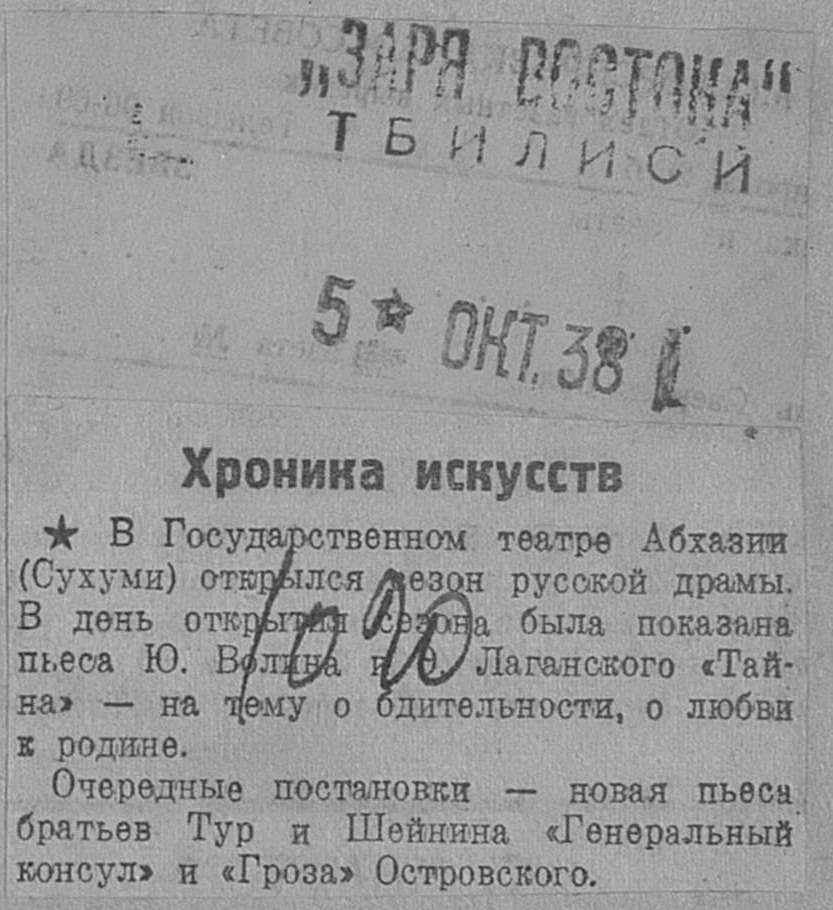 „ЗАРЯ ВОСТОКА“
ТБИЛИСИ
5 ★ ОКТ. 38
Хроника искусств
★ В Государственном театре Абхазии
(Сухуми) открылся сезон русской драмы.
В день открытия сезона была показана
пьеса Ю. Волина и Лаганского «Тай-
на» — на тему о бдительности, о любви
к родине.
Очередные постановки — новая пьеса
братьев Тур и Шейнина «Генеральный
консул» и «Гроза» Островского.